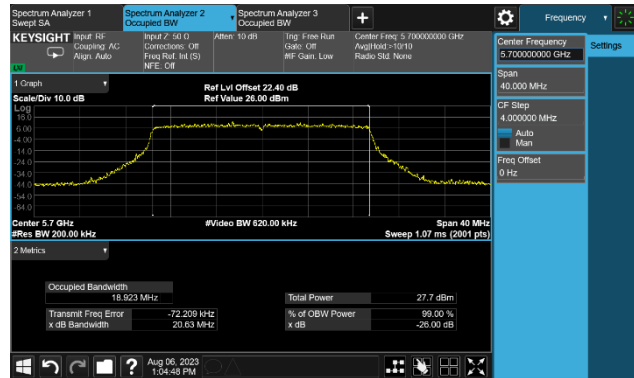 Spectrum Analyzer 1
Swept SA
Spectrum Analyzer 2
Occupied BW
Spectrum Analyzer 3
Occupied BW
+
Frequency
KEYSIGHT
Input: RF
Coupling: AC
Align: Auto
Input Z: 50 Ω
Corrections: Off
Freq Ref: Int (S)
NFE: Off
Atten: 10 dB
Trig: Free Run
Gate: Off
#IF Gain: Low
Center Freq: 5.700000000 GHz
Avg|Hold:>10/10
Radio Std: None
LV
Center Frequency
5.700000000 GHz
Settings
Span
40.000 MHz
CF Step
4.000000 MHz
Auto
Man
Freq Offset
0 Hz
1 Graph
Scale/Div 10.0 dB
Ref Lvl Offset 22.40 dB
Ref Value 26.00 dBm
Log
16.0
6.00
-4.00
-14.0
-24.0
-34.0
-44.0
-54.0
-64.0
Center 5.7 GHz
#Video BW 620.00 kHz
Span 40 MHz
#Res BW 200.00 kHz
Sweep 1.07 ms (2001 pts)
2 Metrics
Occupied Bandwidth
18.923 MHz
Total Power 27.7 dBm
Transmit Freq Error -72.209 kHz
% of OBW Power 99.00 %
x dB Bandwidth 20.63 MHz
x dB -26.00 dB
?
Aug 06, 2023
1:04:48 PM